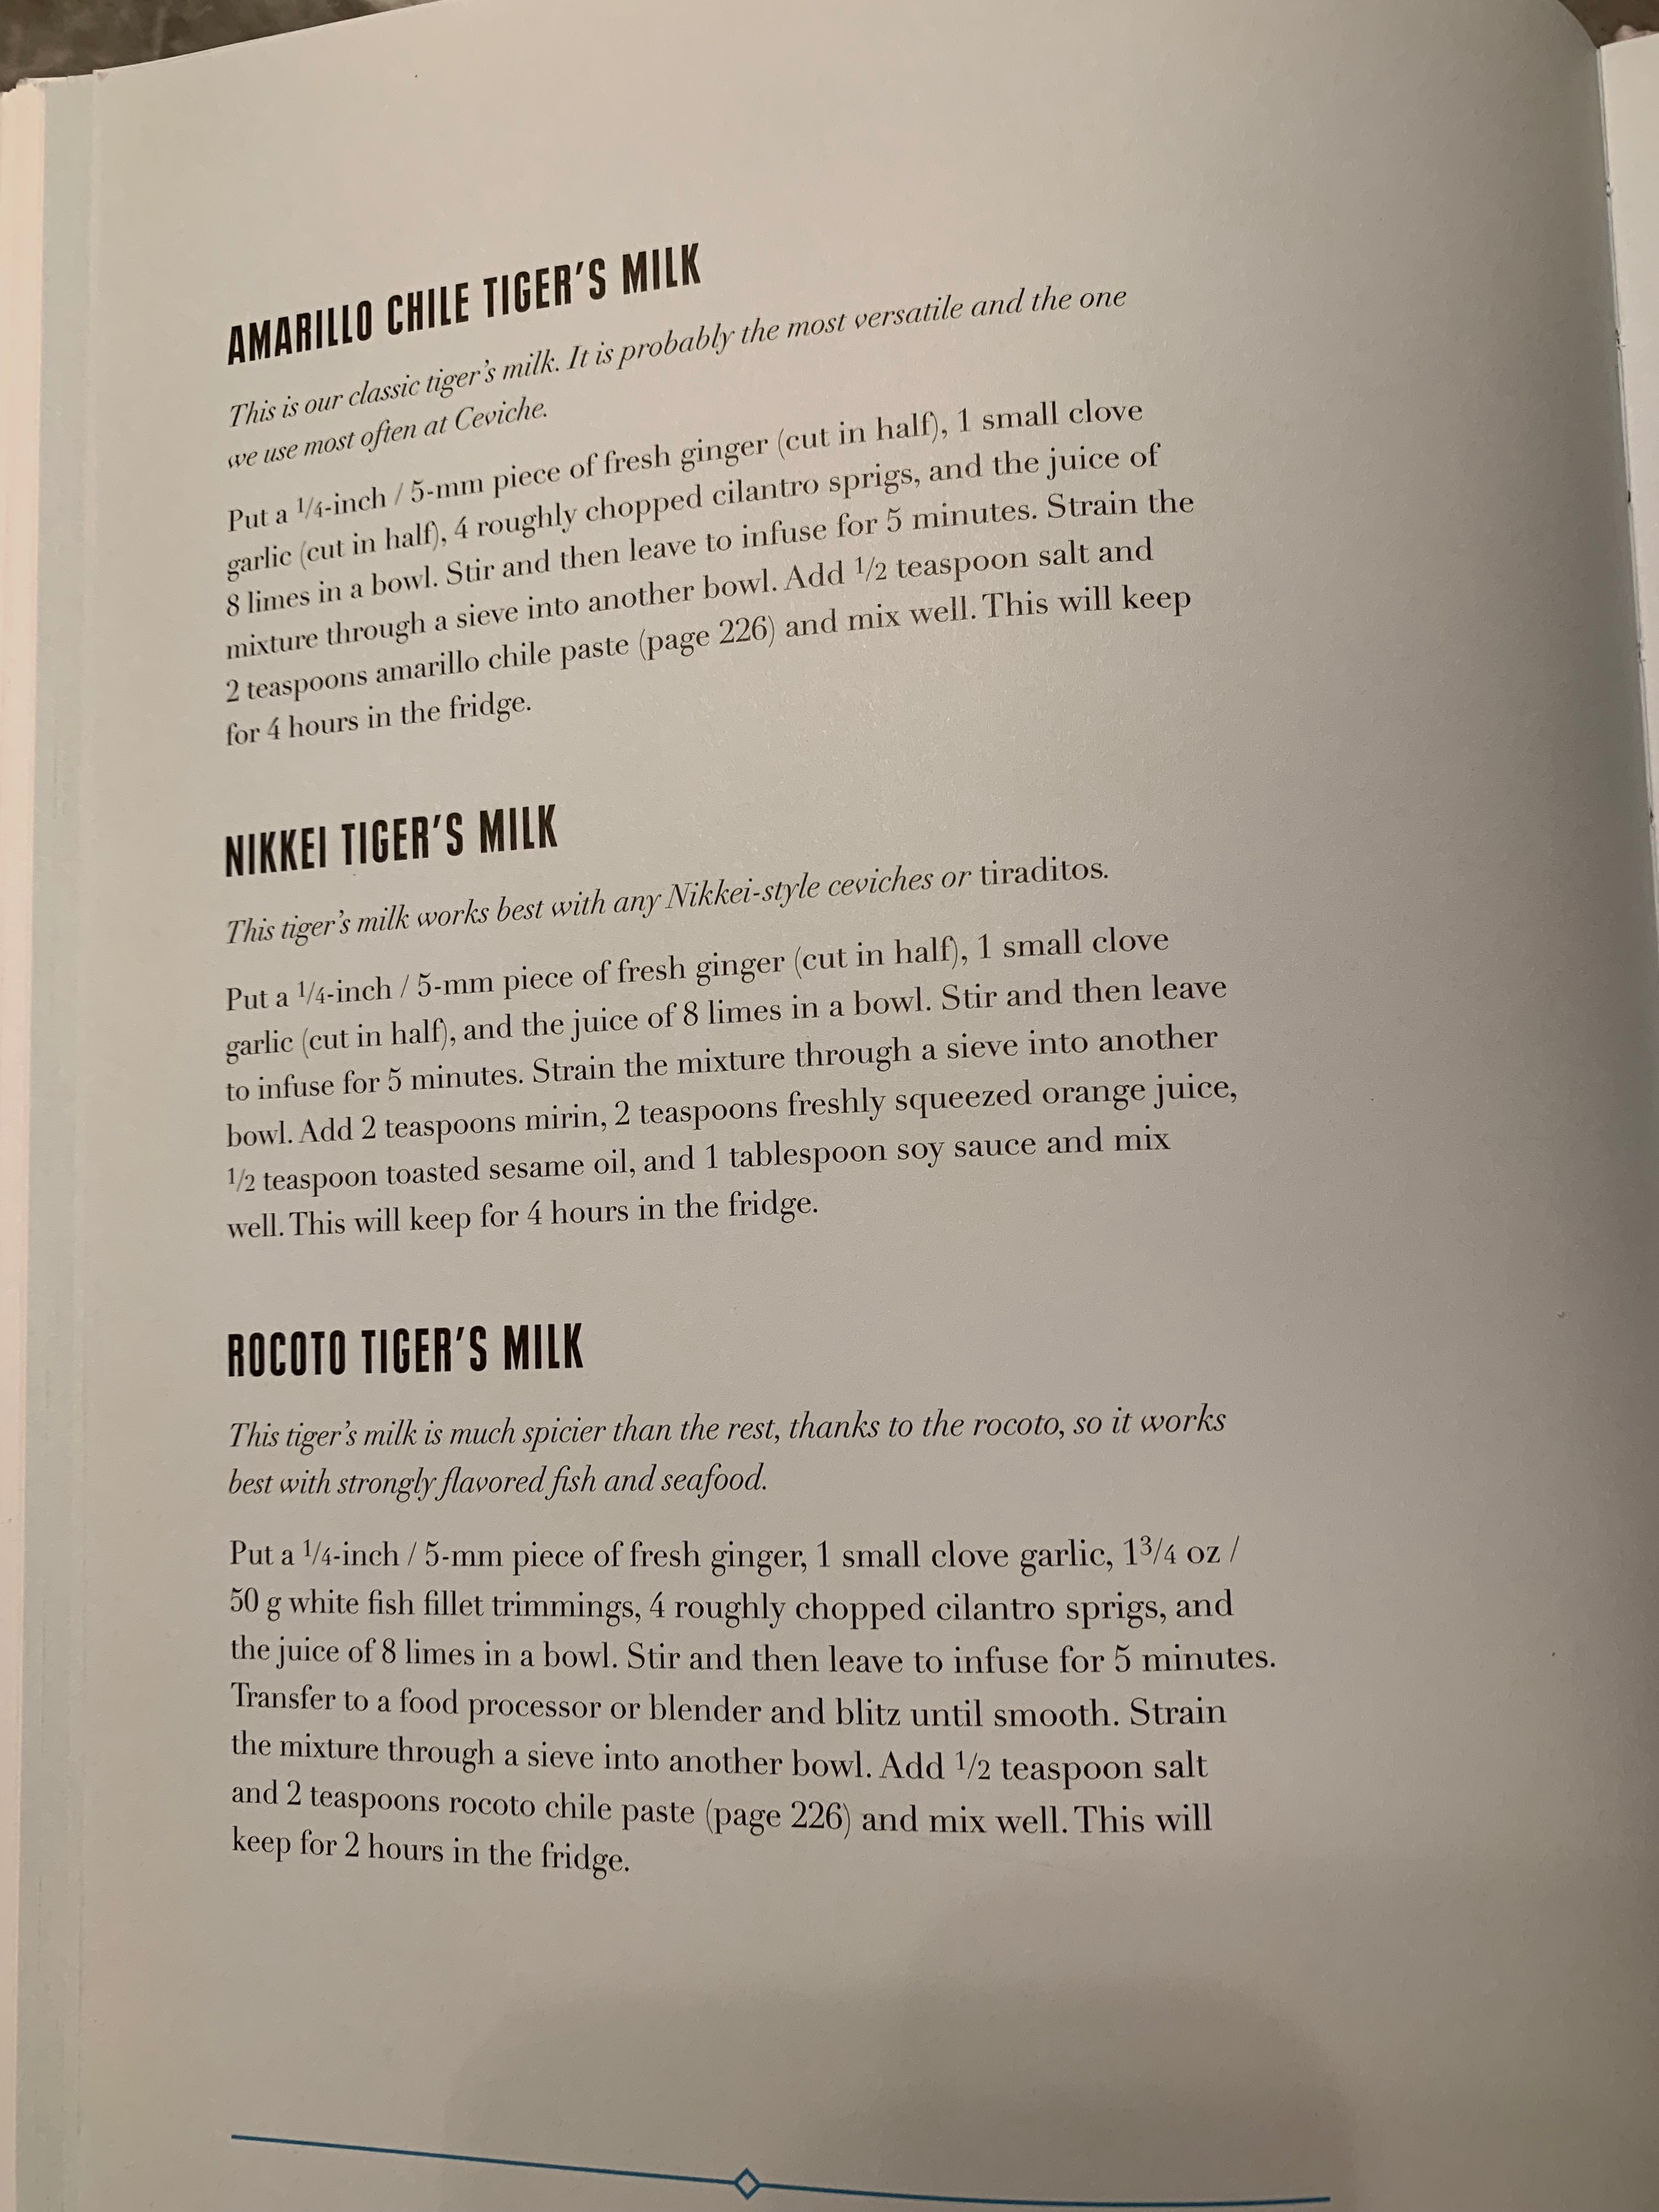 AMARILLO CHILE TIGER'S MILK
This is our classic tiger's milk. It is probably the most versatile and the one
we use most often at Ceviche.
Put a 1/4-inch / 5-mm piece of fresh ginger (cut in half), 1 small clove
garlic (cut in half), 4 roughly chopped cilantro sprigs, and the juice of
8 limes in a bowl. Stir and then leave to infuse for 5 minutes. Strain the
mixture through a sieve into another bowl. Add 1/2 teaspoon salt and
2 teaspoons amarillo chile paste (page 226) and mix well. This will keep
for 4 hours in the fridge.
NIKKEI TIGER'S MILK
This tiger's milk works best with any Nikkei-style ceviches or tiraditos.
Put a 1/4-inch / 5-mm piece of fresh ginger (cut in half), 1 small clove
garlic (cut in half), and the juice of 8 limes in a bowl. Stir and then leave
to infuse for 5 minutes. Strain the mixture through a sieve into another
bowl. Add 2 teaspoons mirin, 2 teaspoons freshly squeezed orange juice,
1/2 teaspoon toasted sesame oil, and 1 tablespoon soy sauce and mix
well. This will keep for 4 hours in the fridge.
ROCOTO TIGER'S MILK
This tiger's milk is much spicier than the rest, thanks to the rocoto, so it works
best with strongly flavored fish and seafood.
Put a 1/4-inch / 5-mm piece of fresh ginger, 1 small clove garlic, 1 3/4 oz /
50 g white fish fillet trimmings, 4 roughly chopped cilantro sprigs, and
the juice of 8 limes in a bowl. Stir and then leave to infuse for 5 minutes.
Transfer to a food processor or blender and blitz until smooth. Strain
the mixture through a sieve into another bowl. Add 1/2 teaspoon salt
and 2 teaspoons rocoto chile paste (page 226) and mix well. This will
keep for 2 hours in the fridge.